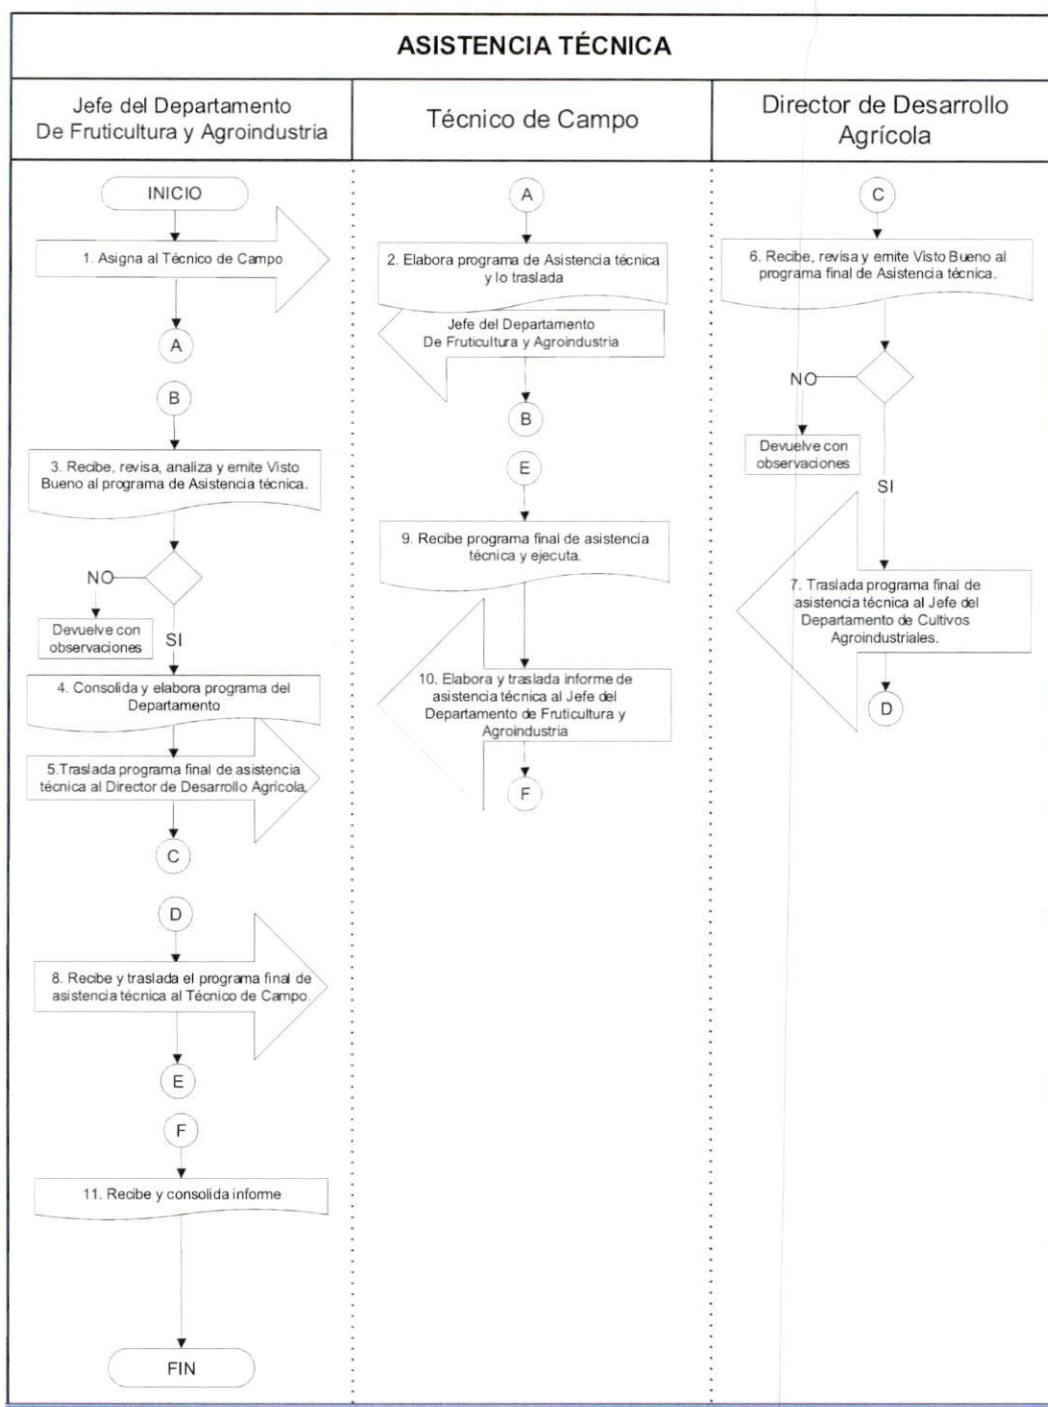 ASISTENCIA TÉCNICA
Jefe del Departamento
De Fruticultura y Agroindustria
Técnico de Campo
Director de Desarrollo
Agrícola
INICIO
1. Asigna al Técnico de Campo
A
B
3. Recibe, revisa, analiza y emite Visto
Bueno al programa de Asistencia técnica.
NO
Devuelve con
observaciones
SI
4. Consolida y elabora programa del
Departamento
5.Traslada programa final de asistencia
técnica al Director de Desarrollo Agrícola.
C
D
8. Recibe y traslada el programa final de
asistencia técnica al Técnico de Campo.
E
F
11. Recibe y consolida informe
FIN
A
2. Elabora programa de Asistencia técnica
y lo traslada
Jefe del Departamento
De Fruticultura y Agroindustria
B
E
9. Recibe programa final de asistencia
técnica y ejecuta.
10. Elabora y traslada informe de
asistencia técnica al Jefe del
Departamento de Fruticultura y
Agroindustria
F
C
6. Recibe, revisa y emite Visto Bueno al
programa final de Asistencia técnica.
NO
Devuelve con
observaciones
SI
7. Traslada programa final de
asistencia técnica al Jefe del
Departamento de Cultivos
Agroindustriales.
D